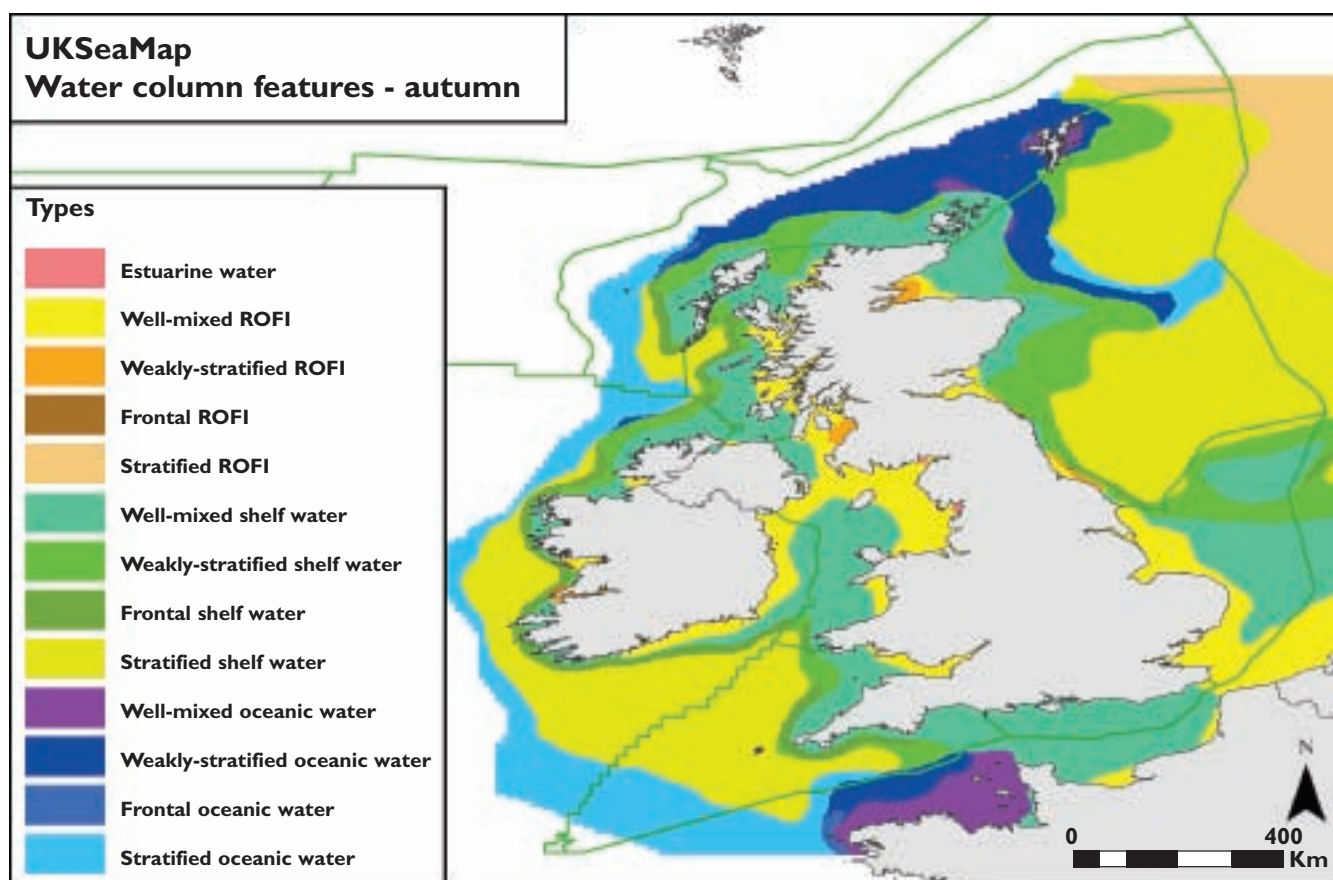 UKSeaMap
Water column features - autumn
Types
Estuarine water
Well-mixed ROFI
Weakly-stratified ROFI
Frontal ROFI
Stratified ROFI
Well-mixed shelf water
Weakly-stratified shelf water
Frontal shelf water
Stratified shelf water
Well-mixed oceanic water
Weakly-stratified oceanic water
Frontal oceanic water
Stratified oceanic water
N
0 400
Km